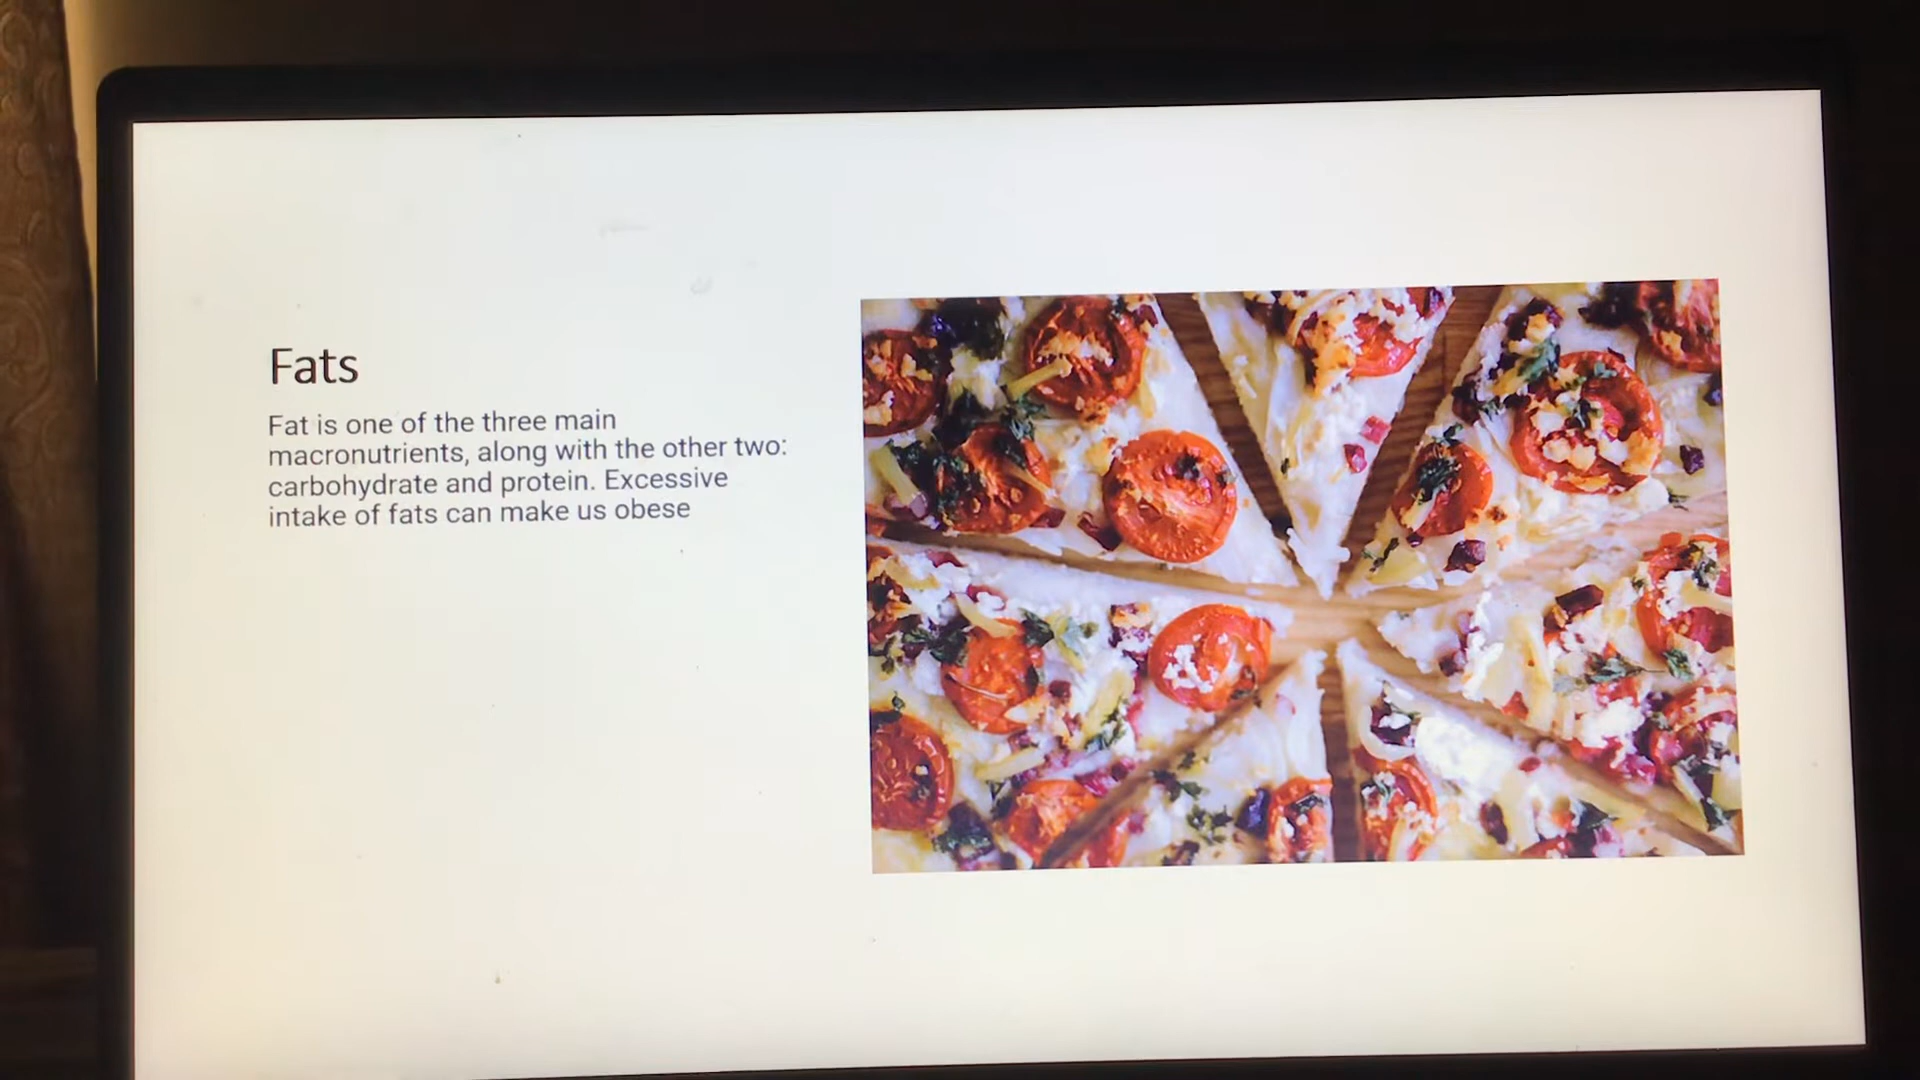 Fats
Fat is one of the three main
macronutrients, along with the other two:
carbohydrate and protein. Excessive
intake of fats can make us obese